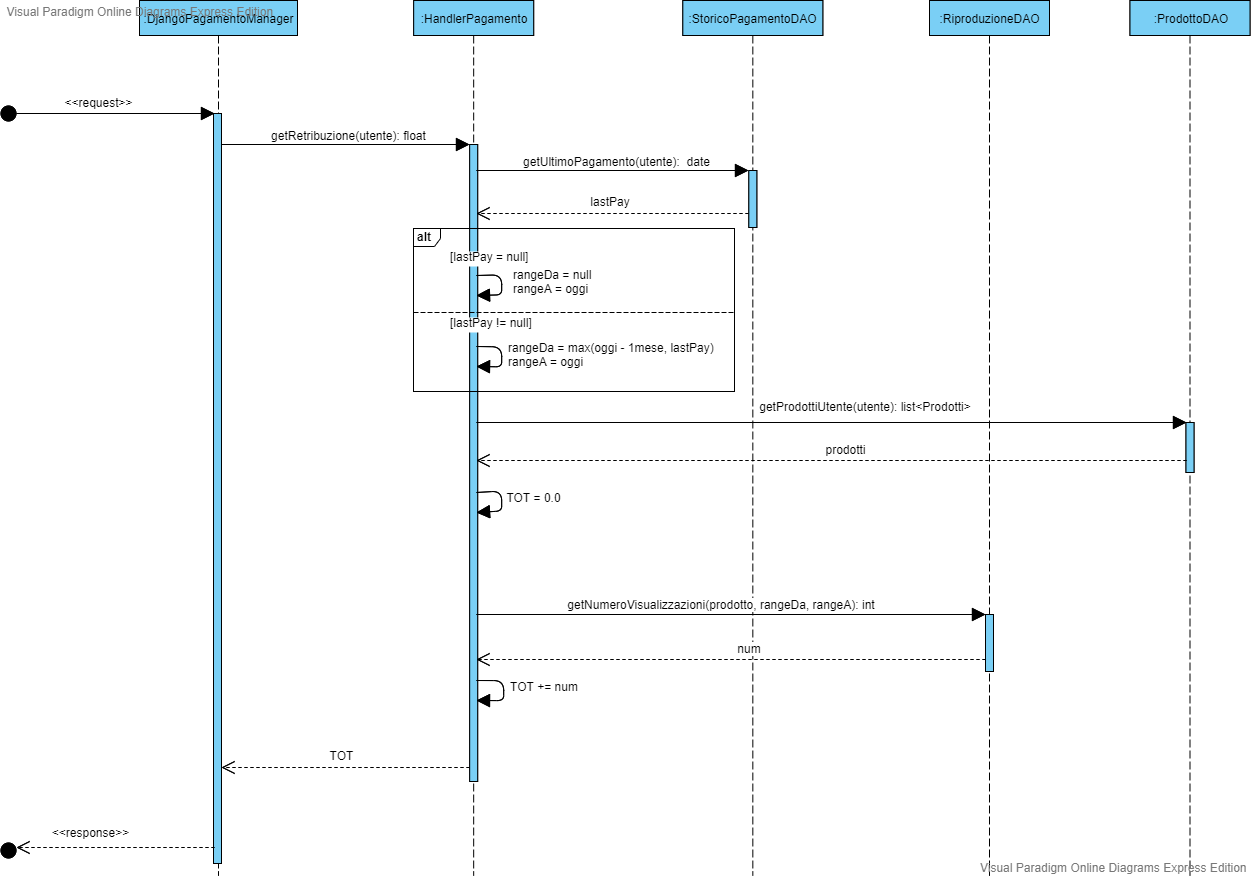 Visual Paradigm Online Diagrams Express Edition
:DjangoPagamentoManager
:HandlerPagamento
:StoricoPagamentoDAO
:RiproduzioneDAO
:ProdottoDAO
<<request>>
getRetribuzione(utente): float
getUltimoPagamento(utente): date
lastPay
alt
[lastPay = null]
rangeDa = null
rangeA = oggi
[lastPay != null]
rangeDa = max(oggi - 1mese, lastPay)
rangeA = oggi
getProdottiUtente(utente): list<Prodotti>
prodotti
TOT = 0.0
getNumeroVisualizzazioni(prodotto, rangeDa, rangeA): int
num
TOT += num
TOT
<<response>>
Visual Paradigm Online Diagrams Express Edition